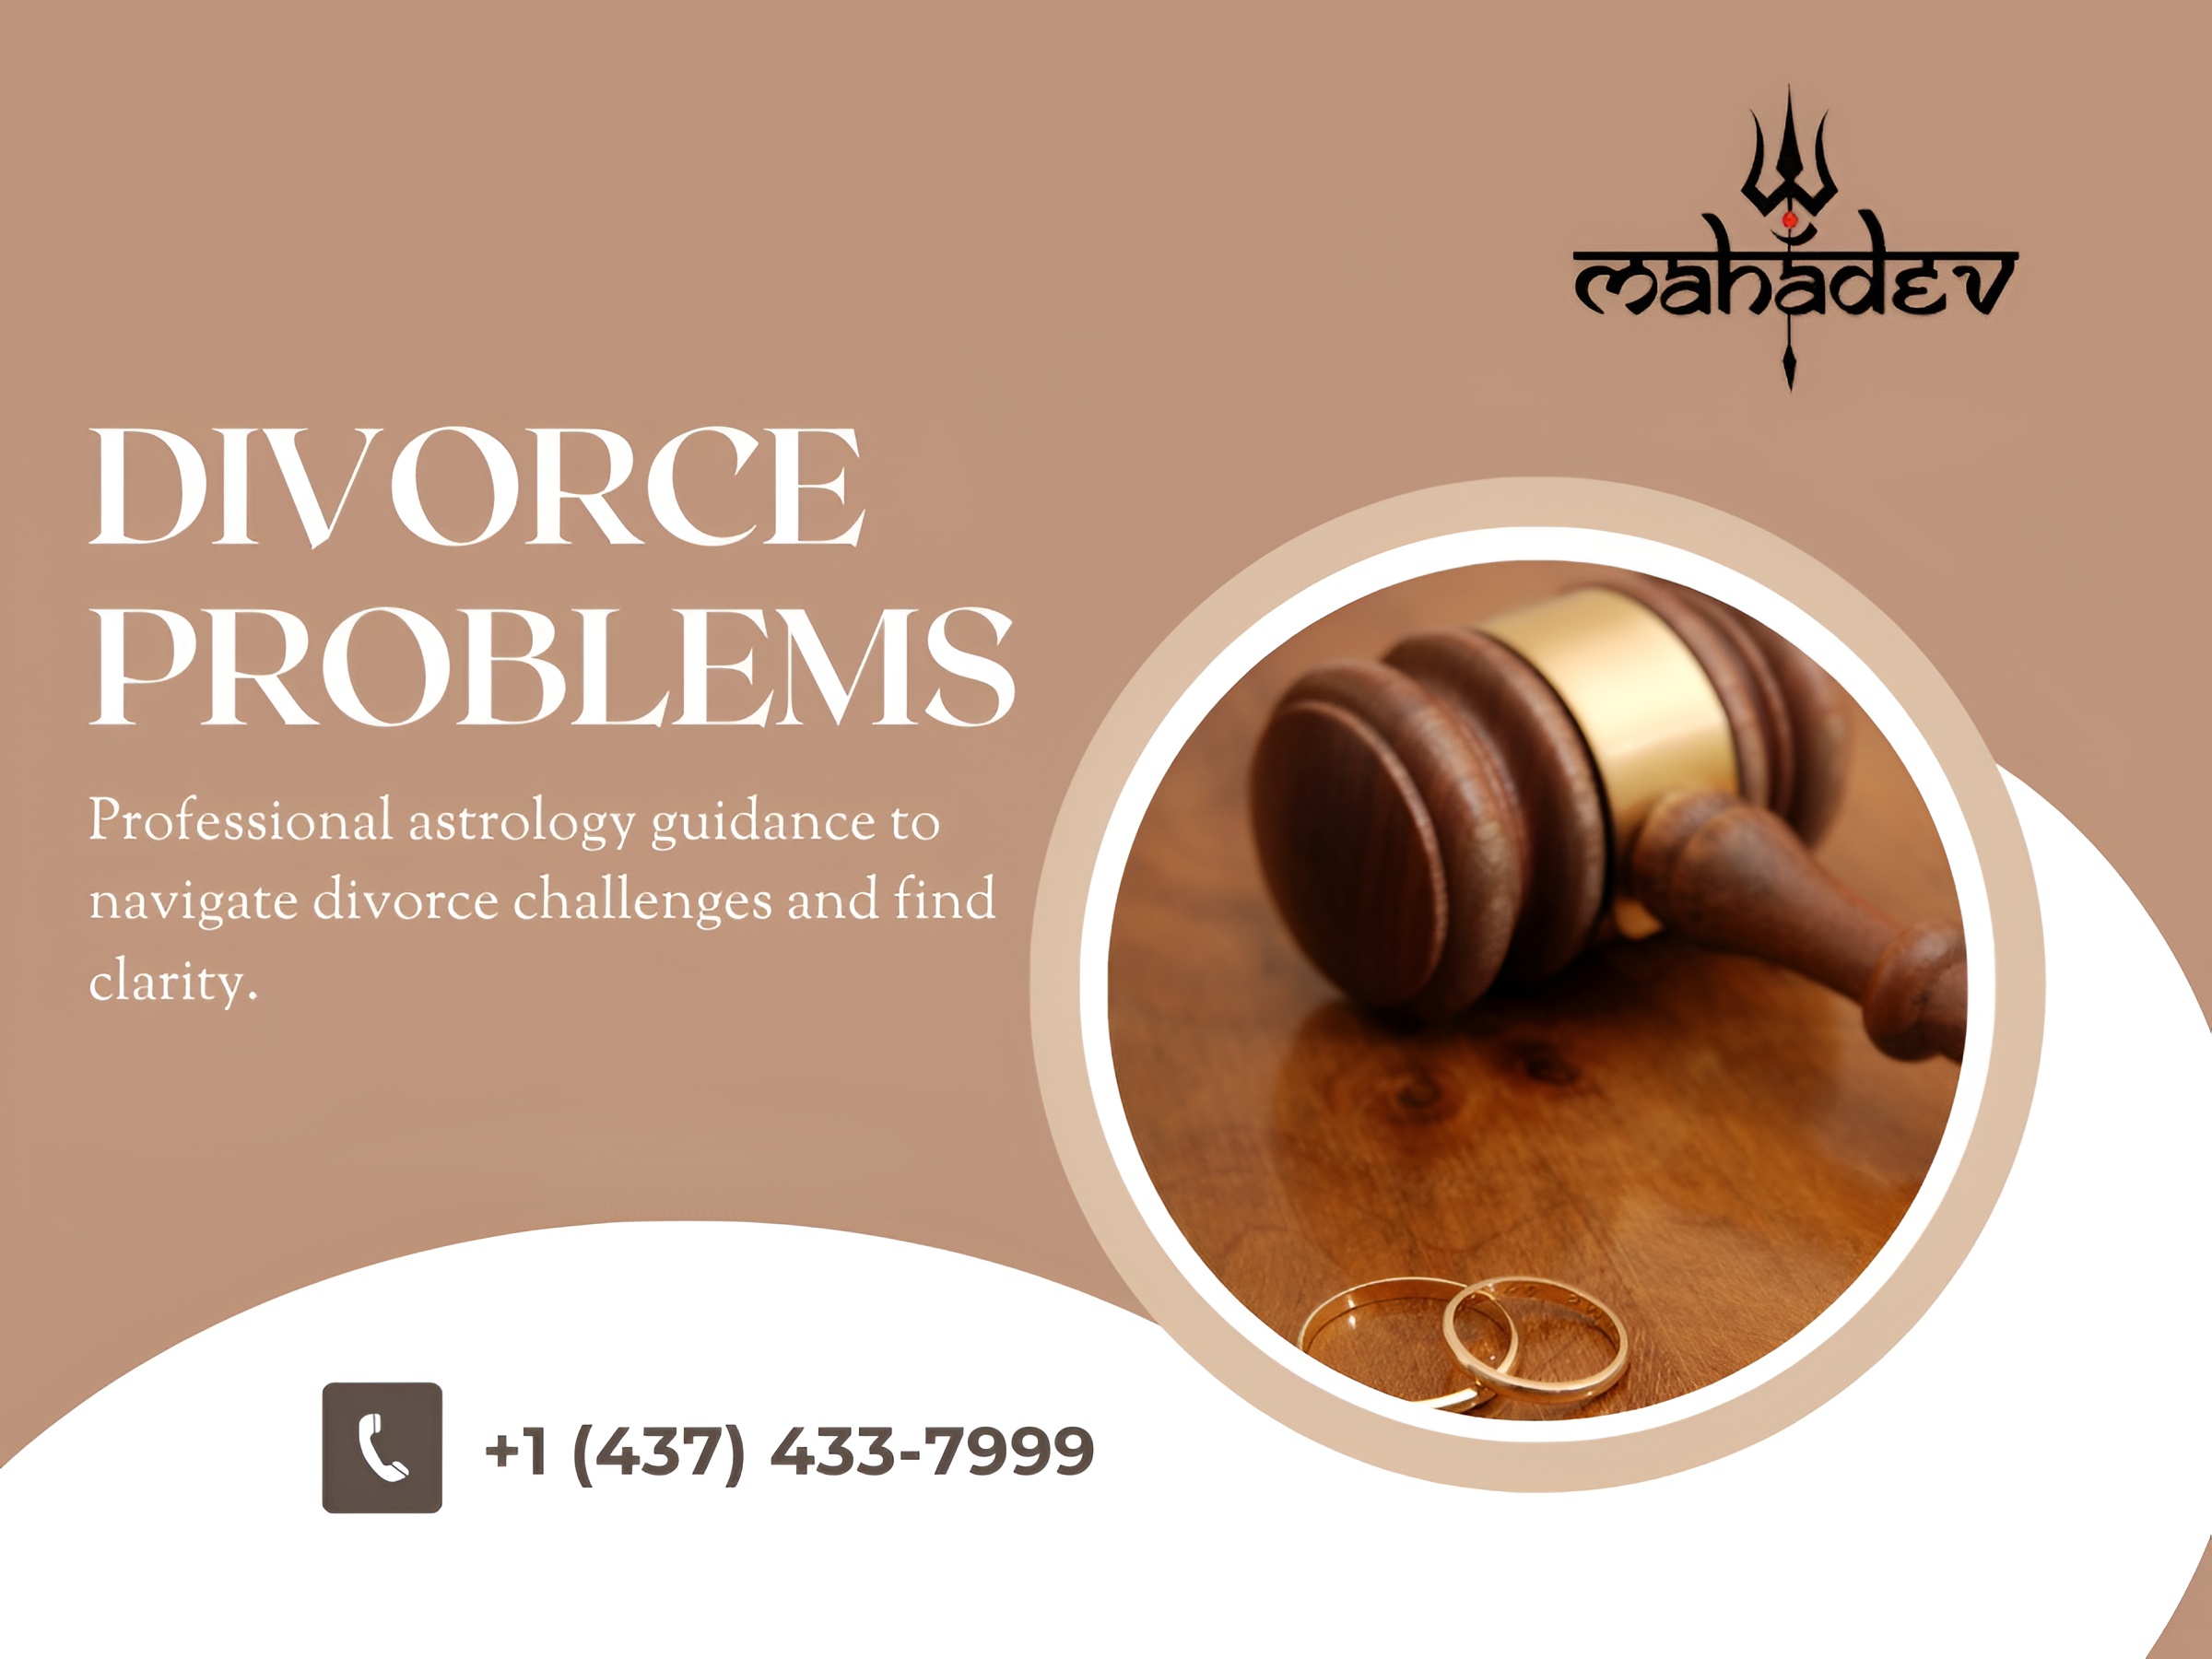 mahadev
DIVORCE
PROBLEMS
Professional astrology guidance to
navigate divorce challenges and find
clarity.
+1 (437) 433-7999